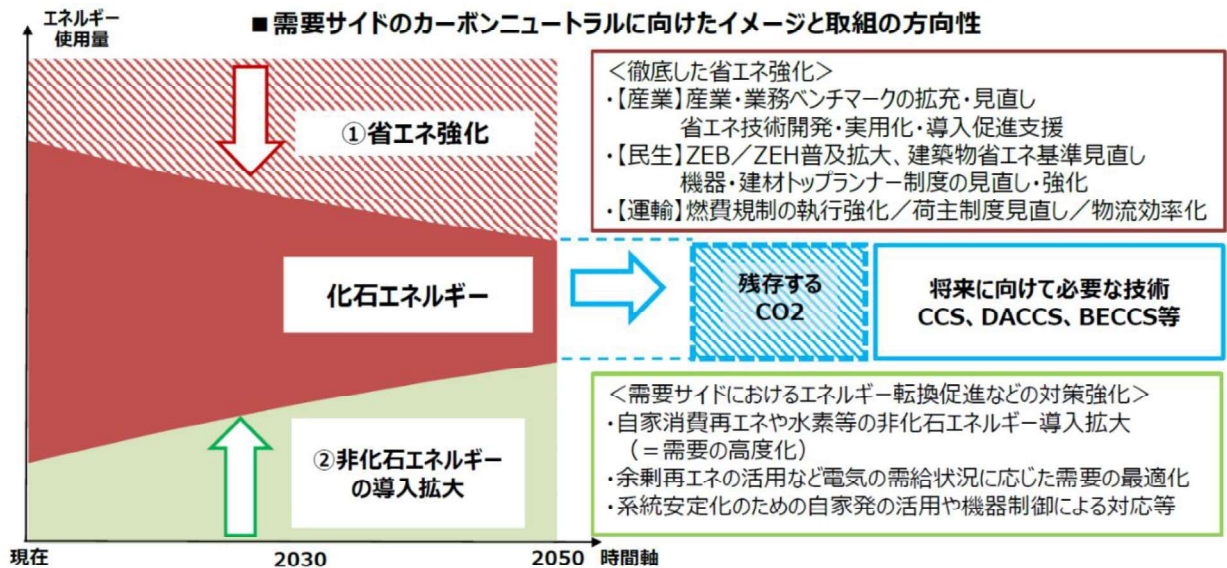 ■需要サイドのカーボンニュートラルに向けたイメージと取組の方向性
エネルギー
使用量
①省エネ強化
化石エネルギー
②非化石エネルギー
の導入拡大
現在
2030
2050
時間軸
<徹底した省エネ強化>
・【産業】産業・業務ベンチマークの拡充・見直し
省エネ技術開発・実用化・導入促進支援
・【民生】ZEB/ZEH普及拡大、建築物省エネ基準見直し
機器・建材トップランナー制度の見直し・強化
・【運輸】燃費規制の執行強化/荷主制度見直し/物流効率化
残存する
CO2
将来に向けて必要な技術
CCS、DACCS、BECCS等
<需要サイドにおけるエネルギー転換促進などの対策強化>
・自家消費再エネや水素等の非化石エネルギー導入拡大
(=需要の高度化)
・余剰再エネの活用など電気の需給状況に応じた需要の最適化
・系統安定化のための自家発の活用や機器制御による対応等